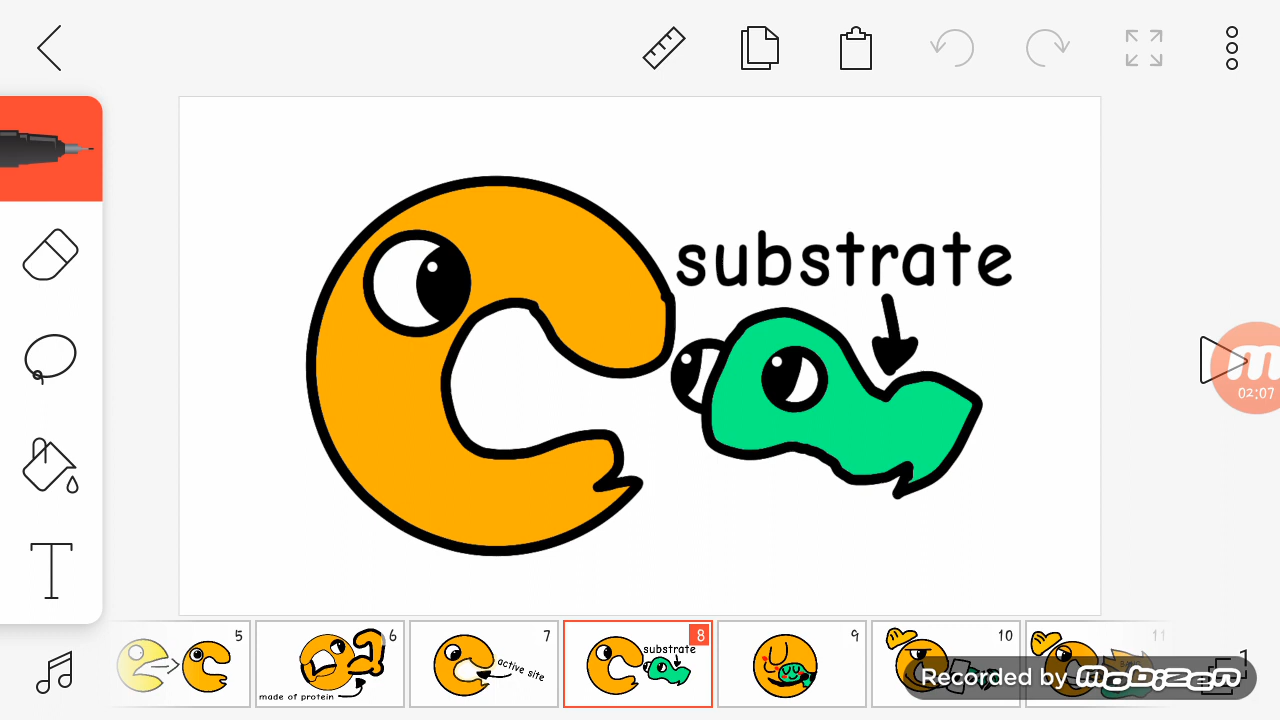 substrate
02:07
5
6
made of protein
7
active site
8
substrate
9
10
11
1
Recorded by mobizen